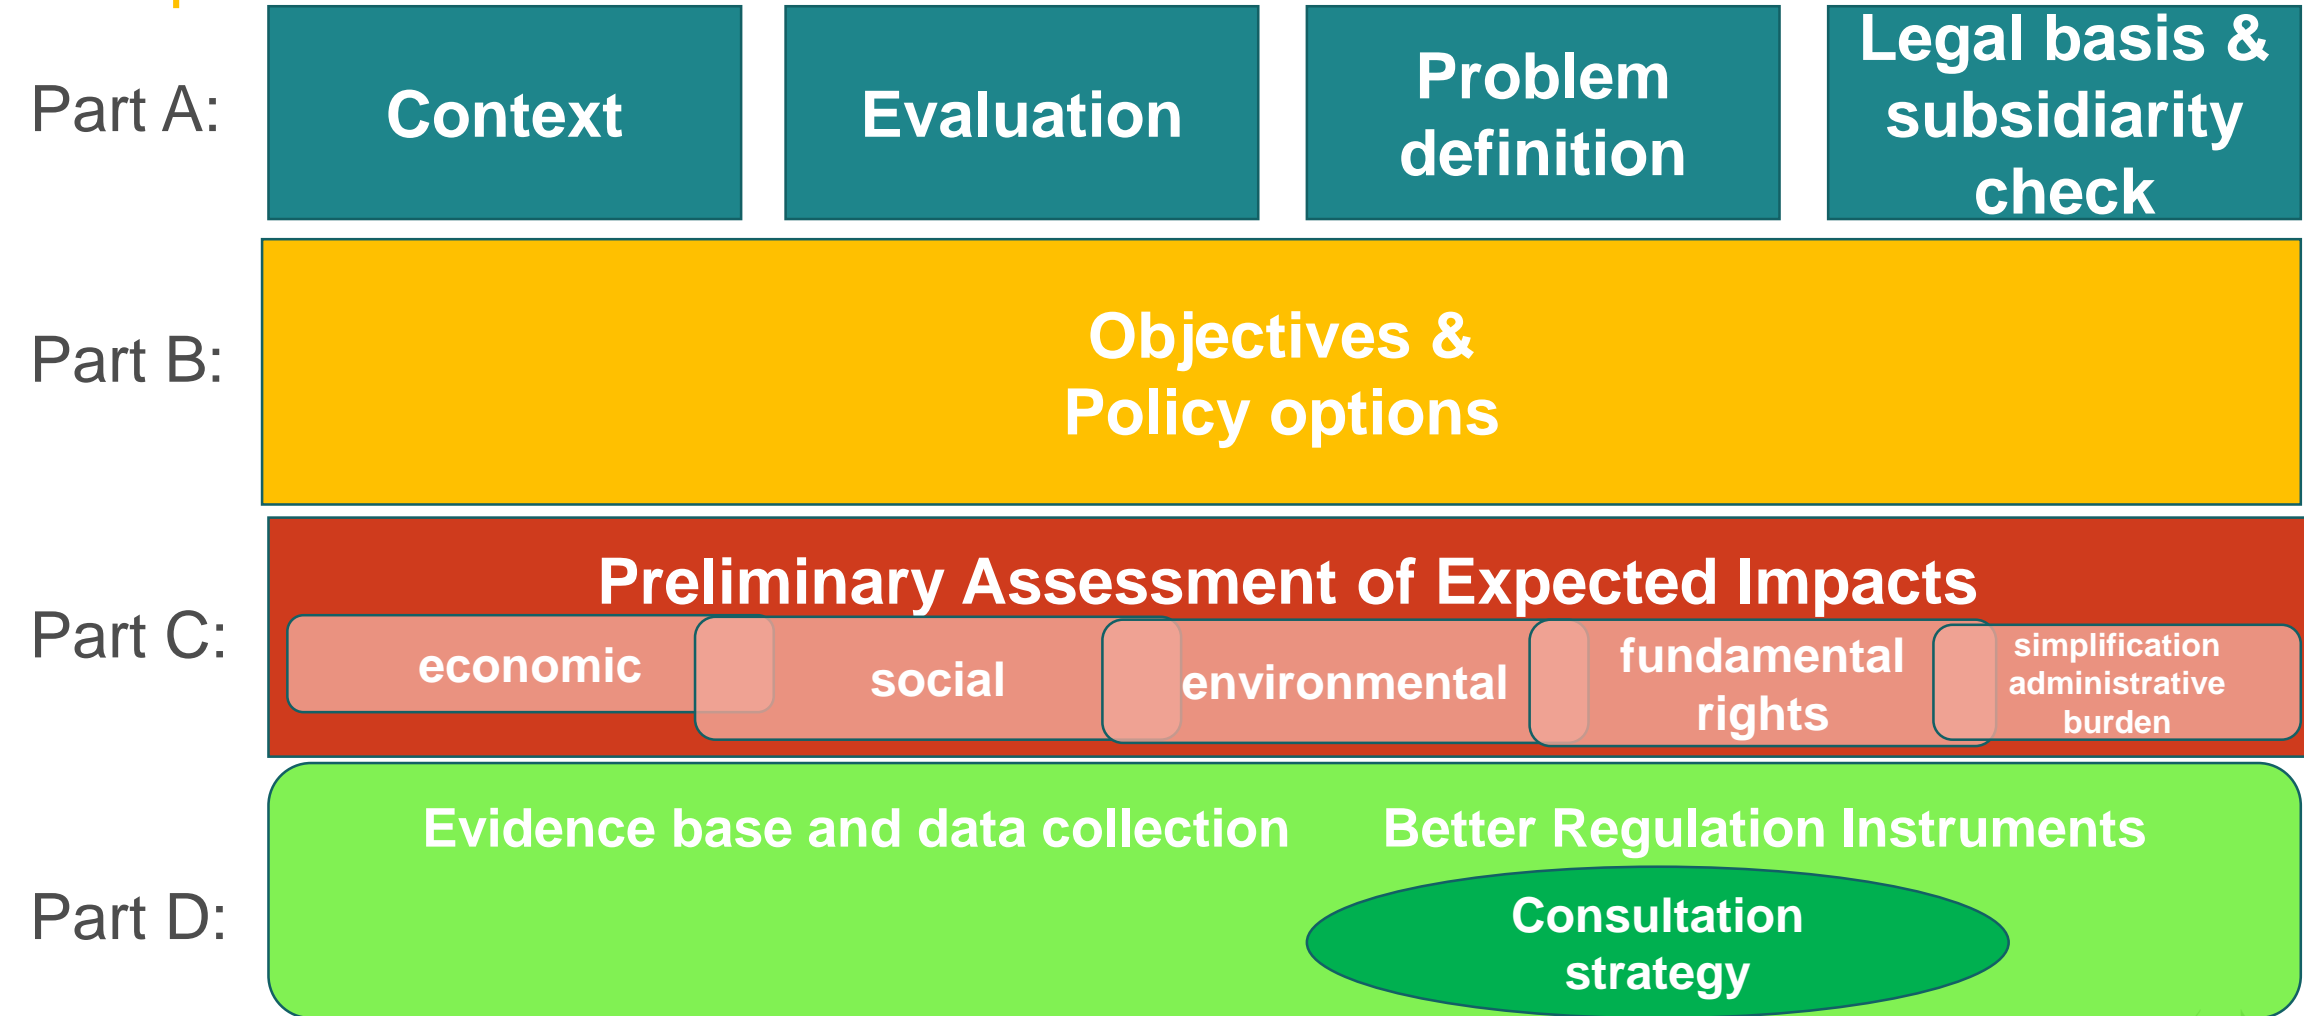 Part A:
Context
Evaluation
Problem
definition
Legal basis &
subsidiarity
check
Part B:
Objectives &
Policy options
Part C:
Preliminary Assessment of Expected Impacts
economic
social
environmental
fundamental
rights
simplification
administrative
burden
Part D:
Evidence base and data collection
Better Regulation Instruments
Consultation
strategy